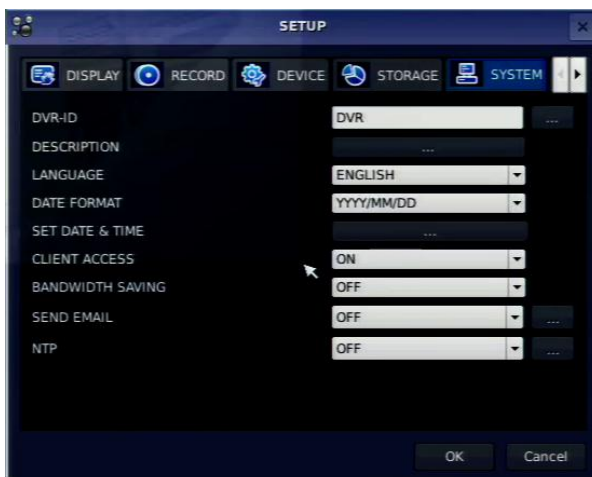 SETUP
DISPLAY RECORD DEVICE STORAGE SYSTEM
DVR-ID DVR ...
DESCRIPTION ...
LANGUAGE ENGLISH
DATE FORMAT YYYY/MM/DD
SET DATE & TIME ...
CLIENT ACCESS ON
BANDWIDTH SAVING OFF
SEND EMAIL OFF ...
NTP OFF ...
OK Cancel